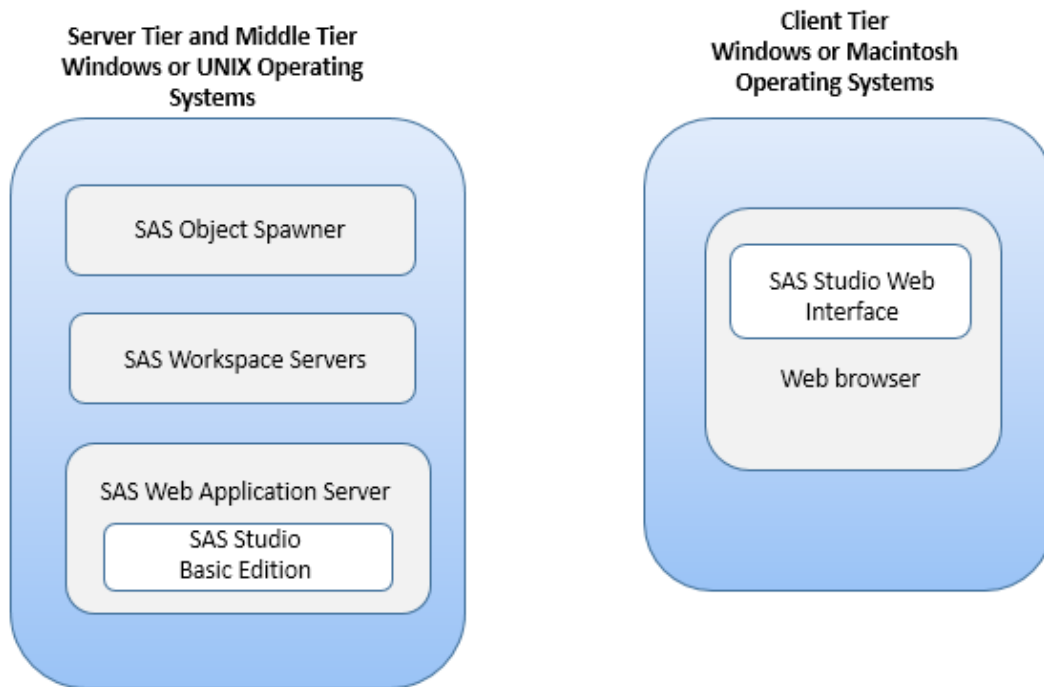 Server Tier and Middle Tier
Windows or UNIX Operating
Systems
SAS Object Spawner
SAS Workspace Servers
SAS Web Application Server
SAS Studio
Basic Edition
Client Tier
Windows or Macintosh
Operating Systems
SAS Studio Web
Interface
Web browser